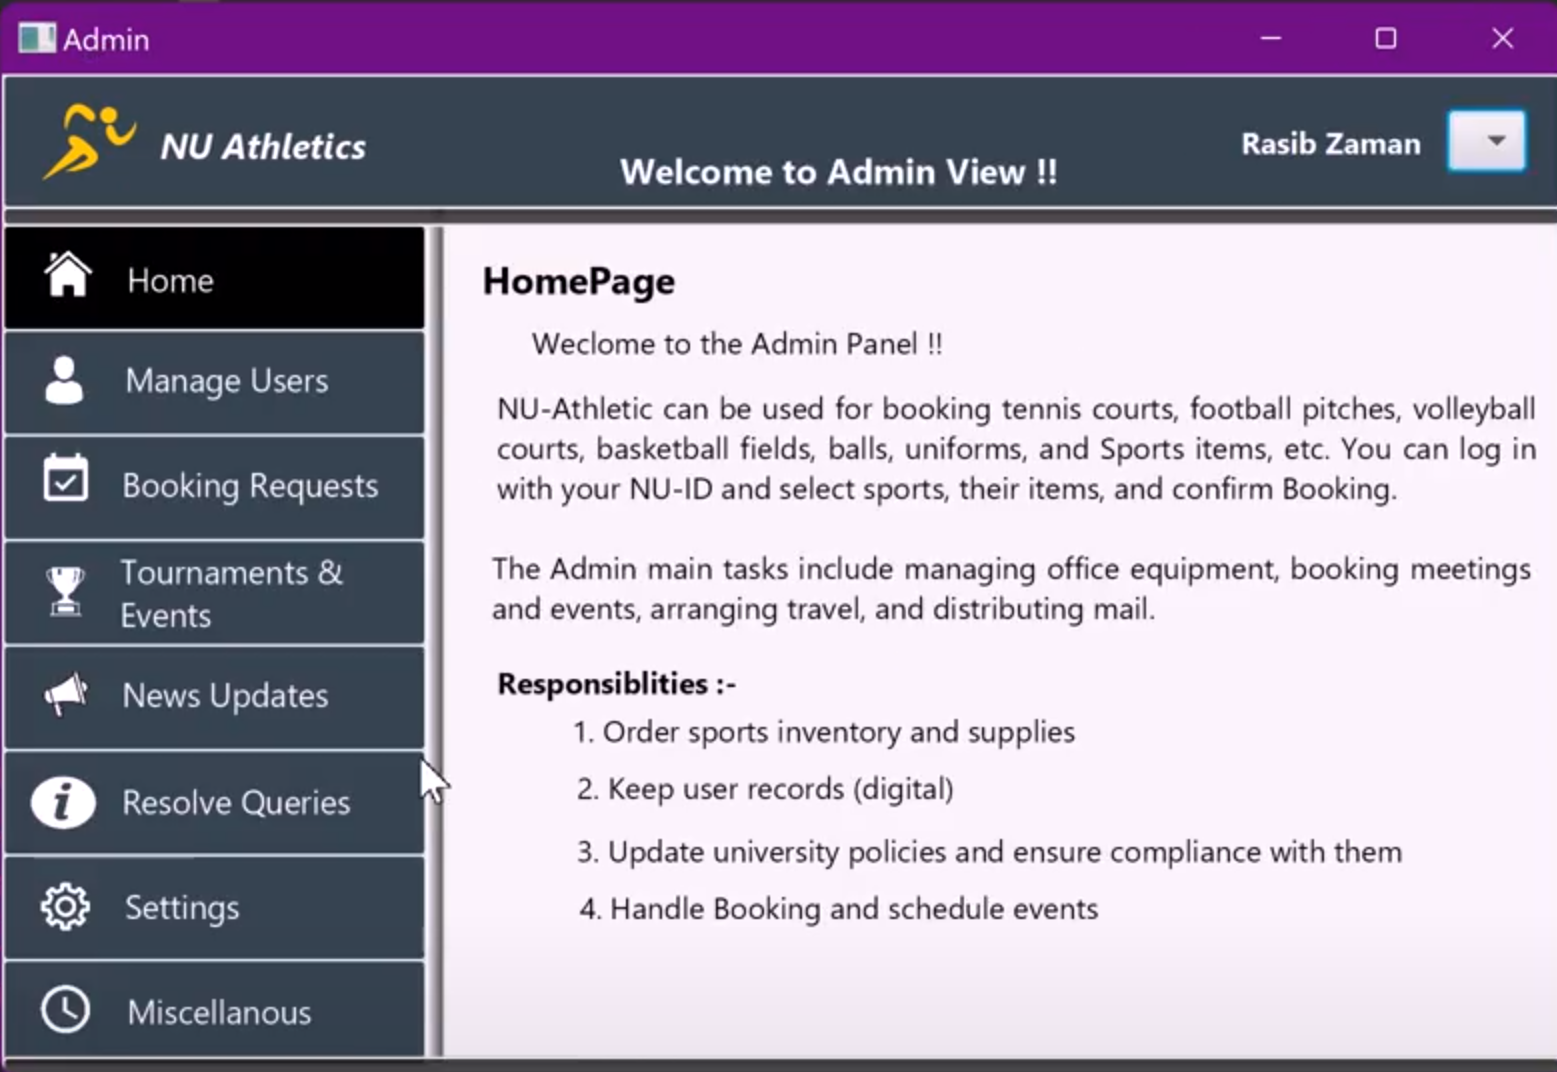 Admin
NU Athletics
Welcome to Admin View !!
Rasib Zaman
Home
Manage Users
Booking Requests
Tournaments &
Events
News Updates
Resolve Queries
Settings
Miscellanous
HomePage
Weclome to the Admin Panel !!
NU-Athletic can be used for booking tennis courts, football pitches, volleyball
courts, basketball fields, balls, uniforms, and Sports items, etc. You can log in
with your NU-ID and select sports, their items, and confirm Booking.
The Admin main tasks include managing office equipment, booking meetings
and events, arranging travel, and distributing mail.
Responsiblities :-
1. Order sports inventory and supplies
2. Keep user records (digital)
3. Update university policies and ensure compliance with them
4. Handle Booking and schedule events